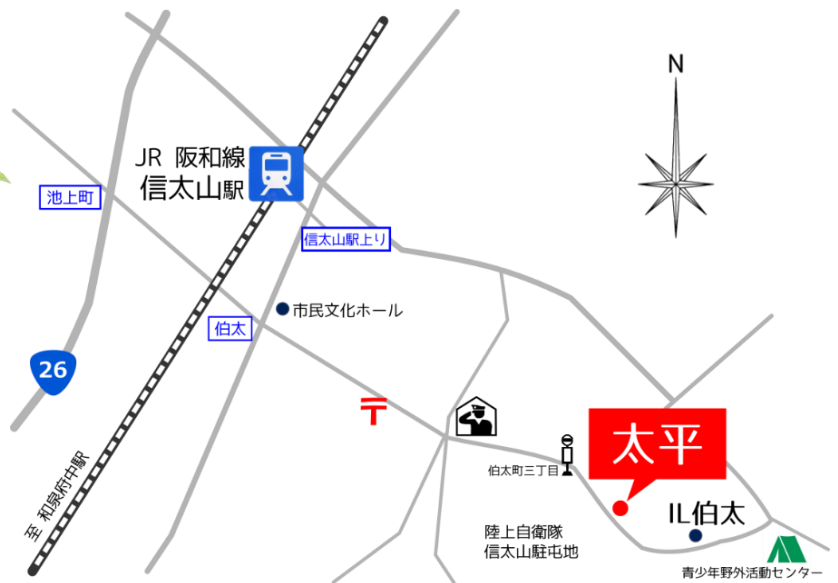 N
JR 阪和線
信太山駅
池上町
信太山駅上り
市民文化ホール
伯太
26
〒
太平
伯太町三丁目
IL伯太
陸上自衛隊
信太山駐屯地
至 和泉府中駅
青少年野外活動センター